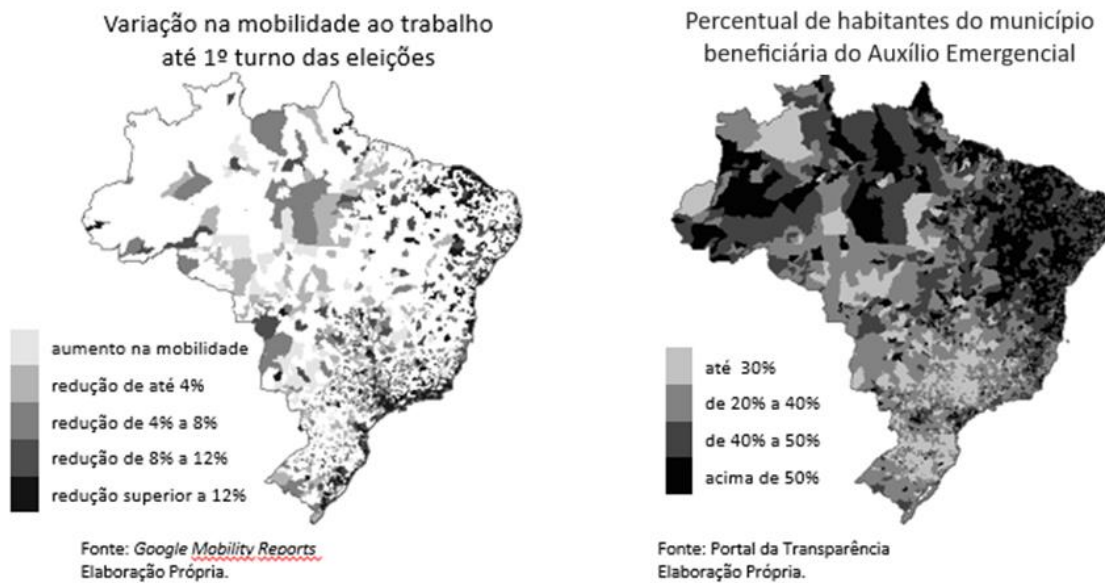 Variação na mobilidade ao trabalho
até 1º turno das eleições
aumento na mobilidade
redução de até 4%
redução de 4% a 8%
redução de 8% a 12%
redução superior a 12%
Fonte: Google Mobility Reports
Elaboração Própria.
Percentual de habitantes do município
beneficiária do Auxílio Emergencial
até 30%
de 20% a 40%
de 40% a 50%
acima de 50%
Fonte: Portal da Transparência
Elaboração Própria.